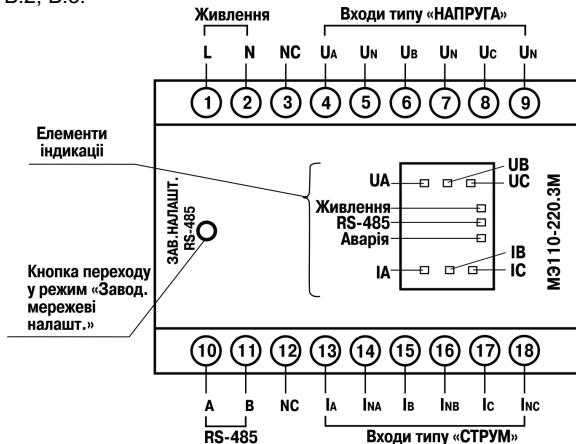 В.2, В.3.
Живлення Входи типу «НАПРУГА»
L N NC UA UN UB UN UC UN
1 2 3 4 5 6 7 8 9
Елементи
індикації
ЗАВ.НАЛАШТ.
RS-485
UA UB
UC
Живлення
RS-485
Аварія
IA IB
IC
МЭ110-220.3М
Кнопка переходу
у режим «Завод.
мережеві
налашт.»
10 11 12 13 14 15 16 17 18
A B NC IA INA IB INB IC INC
RS-485 Входи типу «СТРУМ»